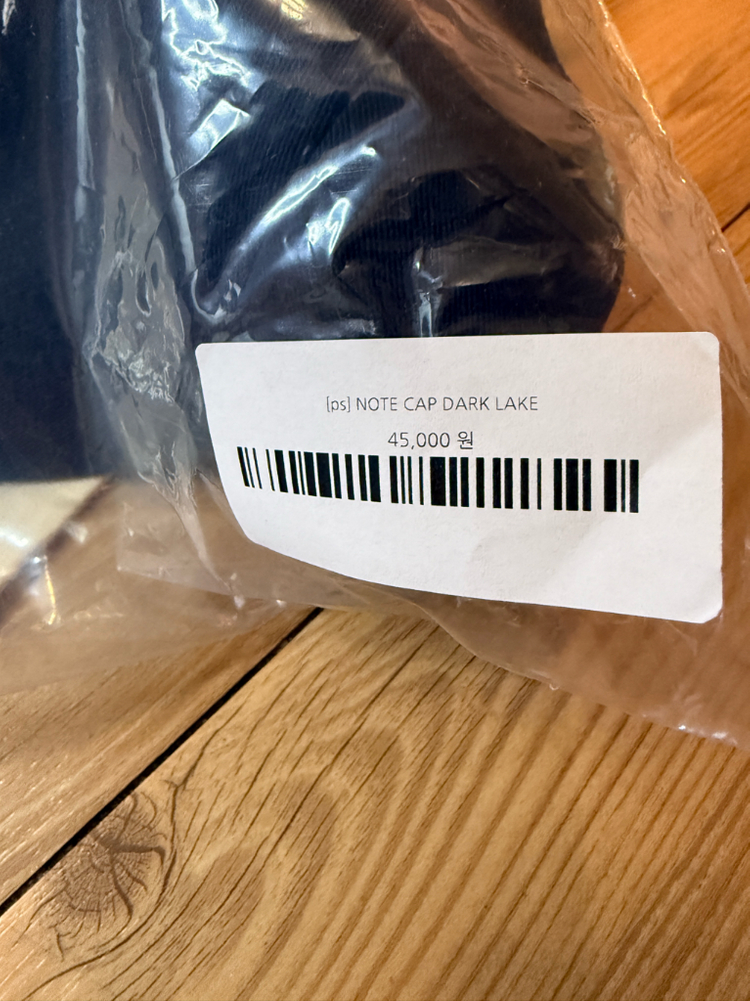 [ps] NOTE CAP DARK LAKE
45,000 원